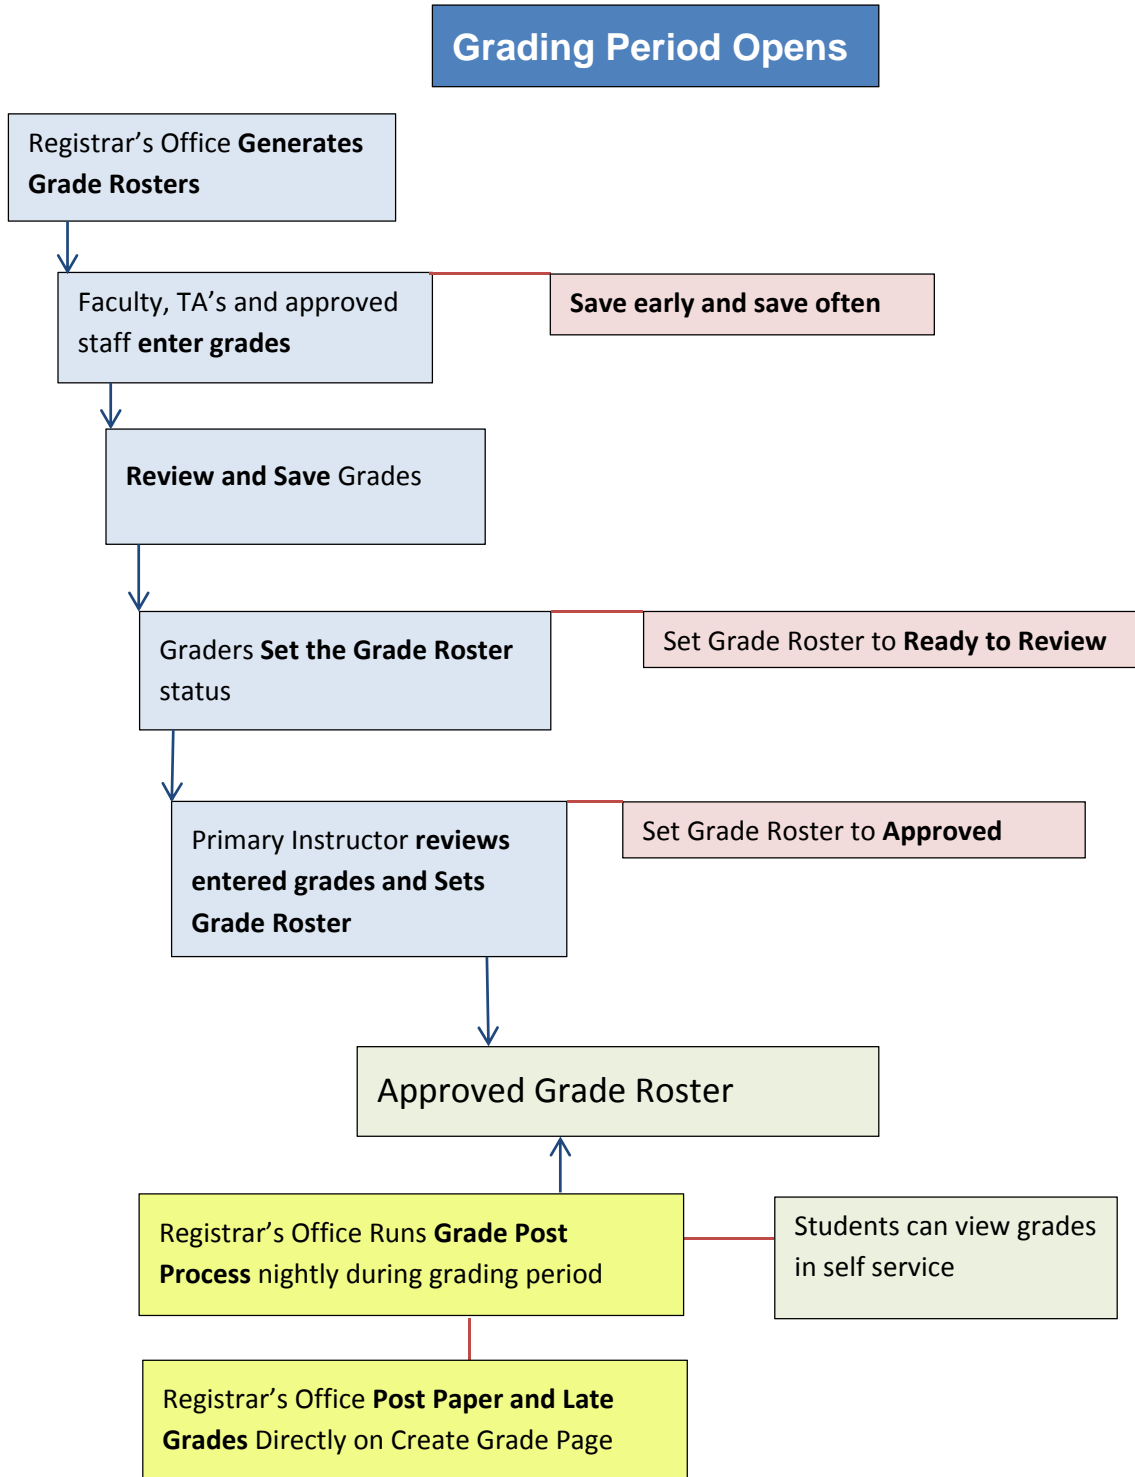 Grading Period Opens
Registrar’s Office Generates
Grade Rosters
Faculty, TA’s and approved
staff enter grades
Save early and save often
Review and Save Grades
Graders Set the Grade Roster
status
Set Grade Roster to Ready to Review
Primary Instructor reviews
entered grades and Sets
Grade Roster
Set Grade Roster to Approved
Approved Grade Roster
Registrar’s Office Runs Grade Post
Process nightly during grading period
Students can view grades
in self service
Registrar’s Office Post Paper and Late
Grades Directly on Create Grade Page